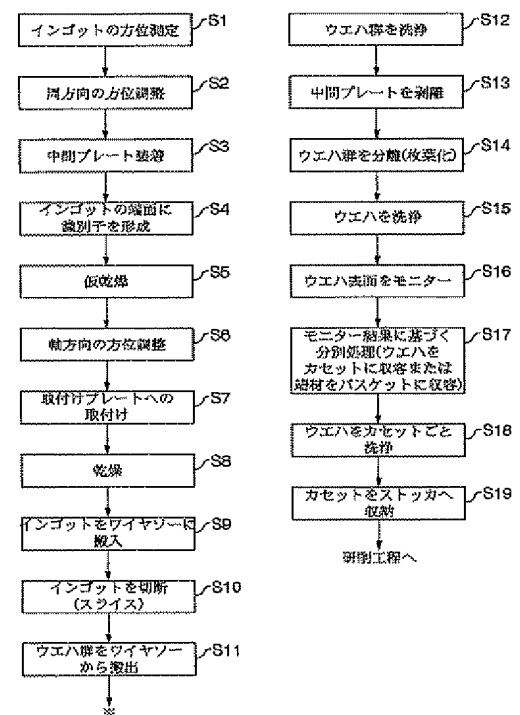 インゴットの方位測定
S1
周方向の方位調整
S2
中間プレート装着
S3
インゴットの端面に
識別子を形成
S4
仮乾燥
S5
軸方向の方位調整
S6
取付けプレートへの
取付け
S7
乾燥
S8
インゴットをワイヤソーに
搬入
S9
インゴットを切断
(スライス)
S10
ウエハ群をワイヤソー
から搬出
S11
※
ウエハ群を洗浄
S12
中間プレートを剥離
S13
ウエハ群を分離(枚葉化)
S14
ウエハを洗浄
S15
ウエハ表面をモニター
S16
モニター結果に基づく
分別処理(ウエハを
カセットに収容または
端材をバスケットに収容)
S17
ウエハをカセットごと
洗浄
S18
カセットをストッカへ
収納
S19
研削工程へ